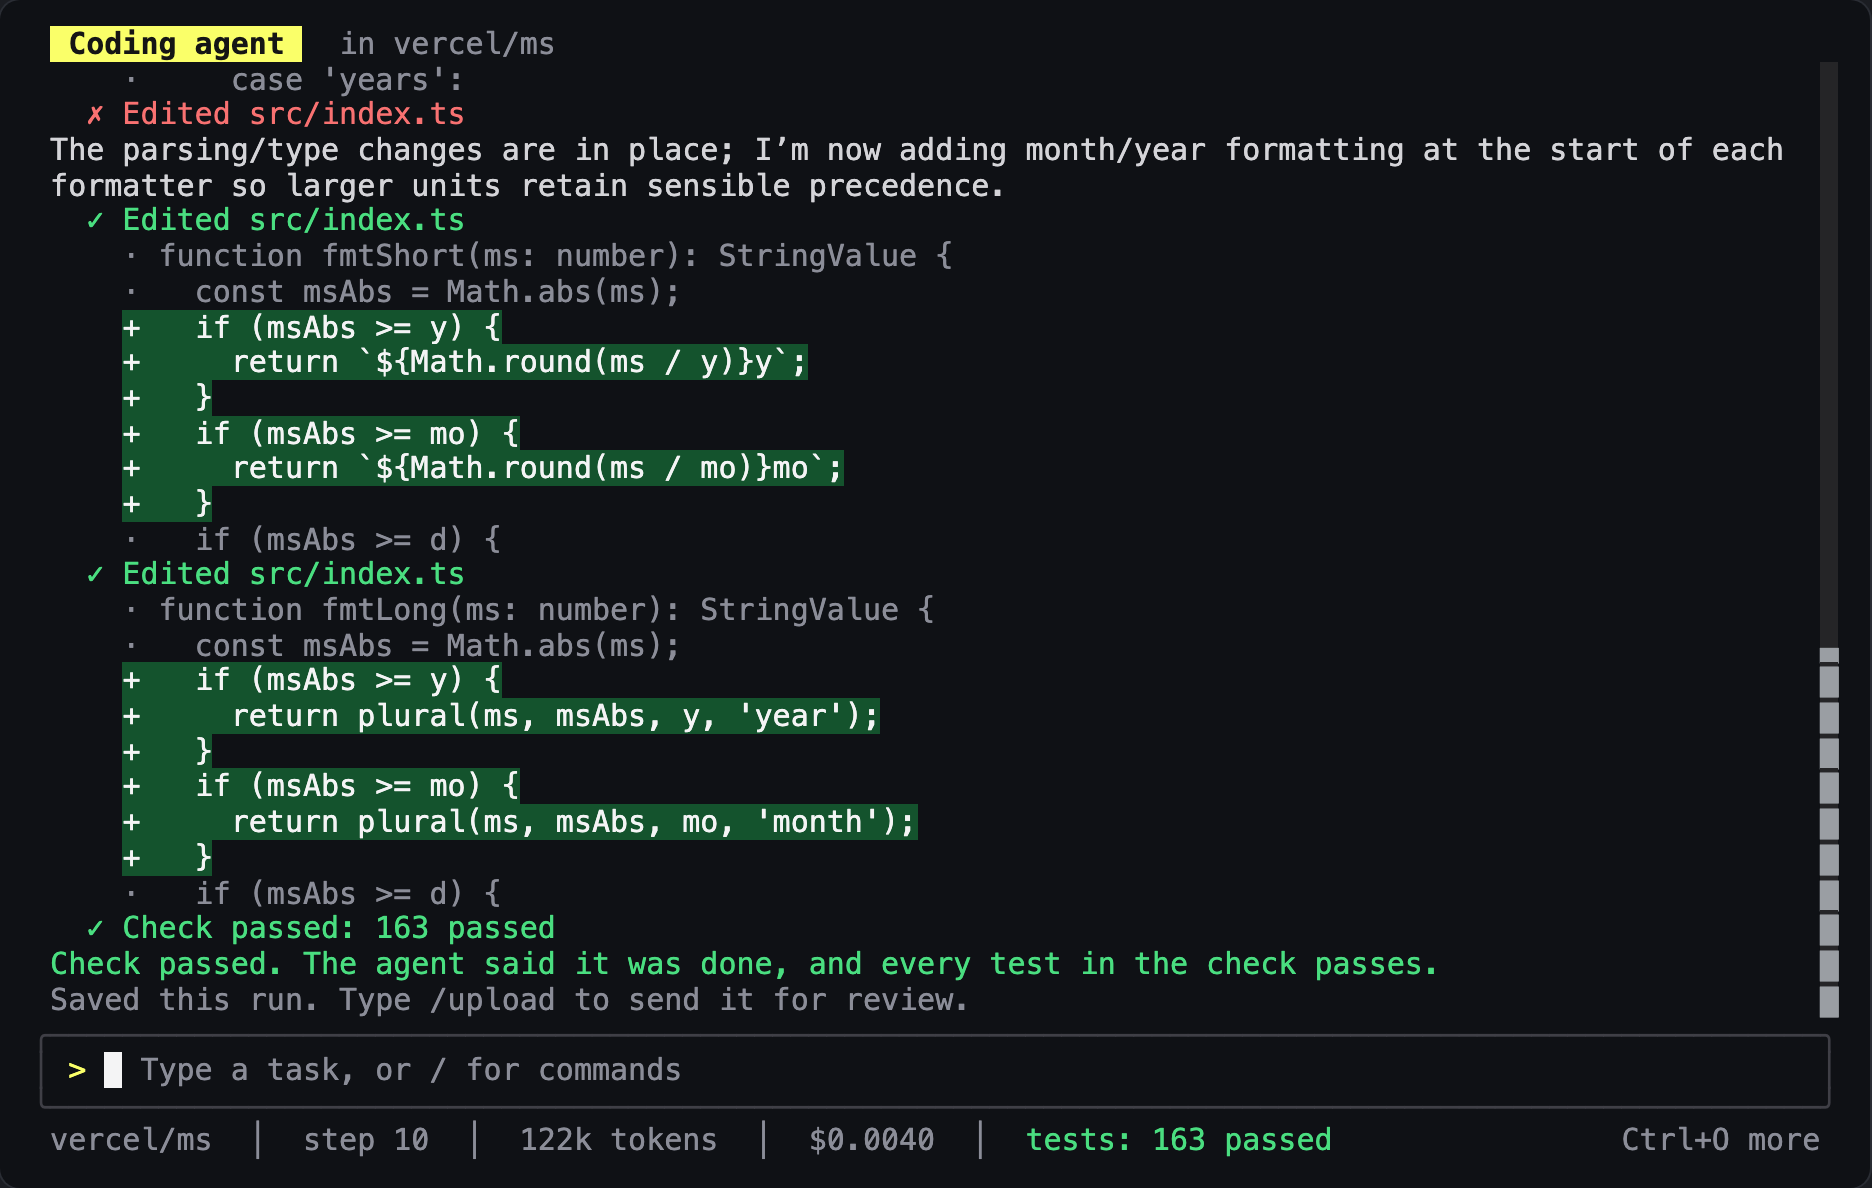 Coding agent in vercel/ms
·     case 'years':
✗ Edited src/index.ts
The parsing/type changes are in place; I’m now adding month/year formatting at the start of each
formatter so larger units retain sensible precedence.
✓ Edited src/index.ts
· function fmtShort(ms: number): StringValue {
·   const msAbs = Math.abs(ms);
+   if (msAbs >= y) {
+     return `${Math.round(ms / y)}y`;
+   }
+   if (msAbs >= mo) {
+     return `${Math.round(ms / mo)}mo`;
+   }
·   if (msAbs >= d) {
✓ Edited src/index.ts
· function fmtLong(ms: number): StringValue {
·   const msAbs = Math.abs(ms);
+   if (msAbs >= y) {
+     return plural(ms, msAbs, y, 'year');
+   }
+   if (msAbs >= mo) {
+     return plural(ms, msAbs, mo, 'month');
+   }
·   if (msAbs >= d) {
✓ Check passed: 163 passed
Check passed. The agent said it was done, and every test in the check passes.
Saved this run. Type /upload to send it for review.
> Type a task, or / for commands
vercel/ms │ step 10 │ 122k tokens │ $0.0040 │ tests: 163 passed Ctrl+O more